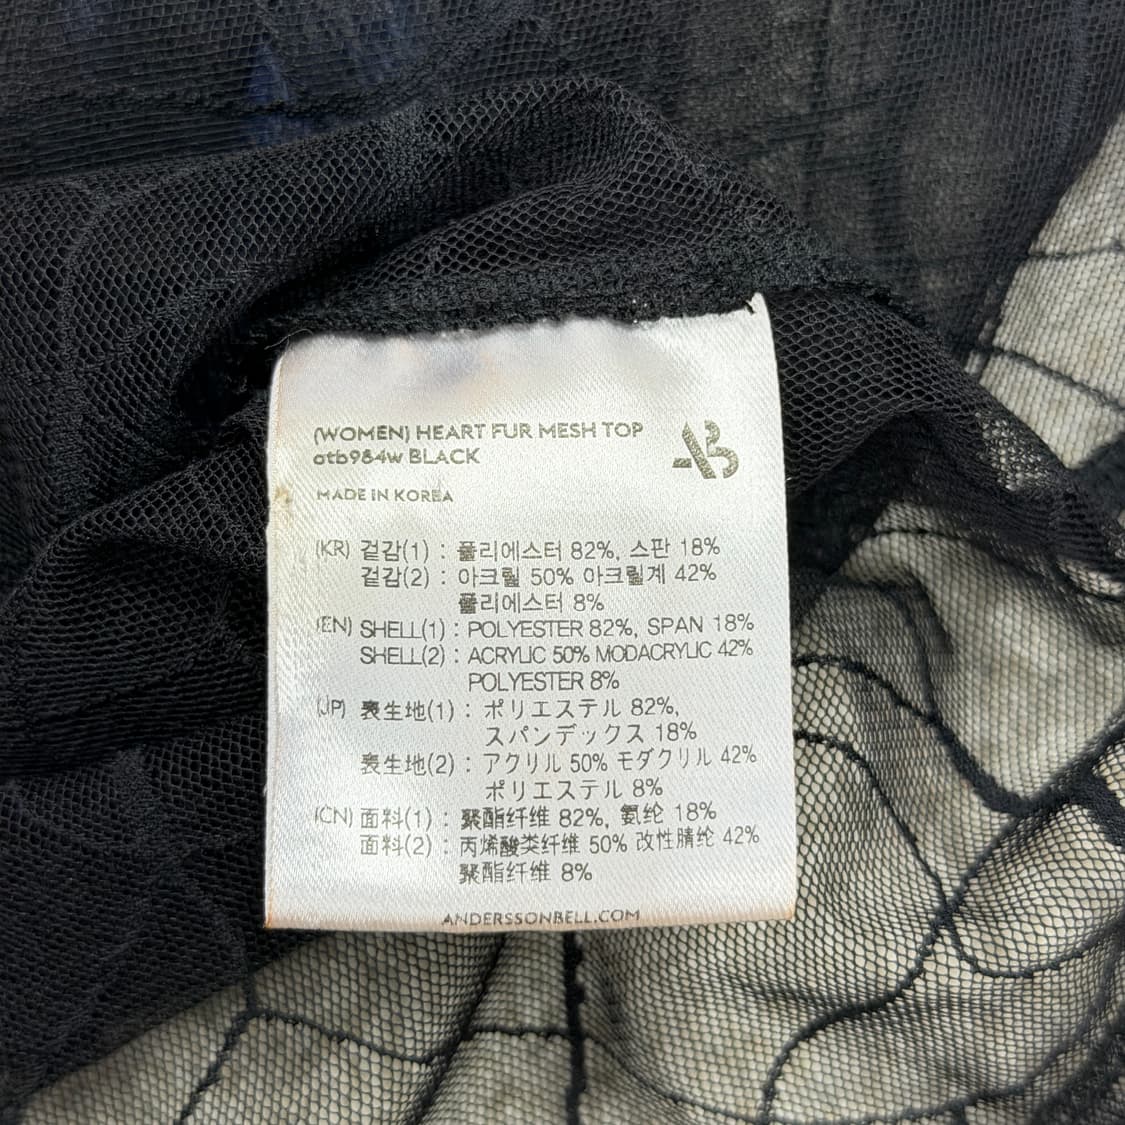 (WOMEN) HEART FUR MESH TOP
atb984w BLACK
MADE IN KOREA
(KR) 겉감(1) : 폴리에스터 82%, 스판 18%
겉감(2) : 아크릴 50% 아크릴계 42%
폴리에스터 8%
(EN) SHELL(1) : POLYESTER 82%, SPAN 18%
SHELL(2) : ACRYLIC 50% MODACRYLIC 42%
POLYESTER 8%
(JP) 表生地(1) : ポリエステル 82%,
スパンデックス 18%
表生地(2) : アクリル 50% モダクリル 42%
ポリエステル 8%
(CN) 面料(1) : 聚酯纤维 82%, 氨纶 18%
面料(2) : 丙烯酸类纤维 50% 改性腈纶 42%
聚酯纤维 8%
ANDERSSONBELL.COM